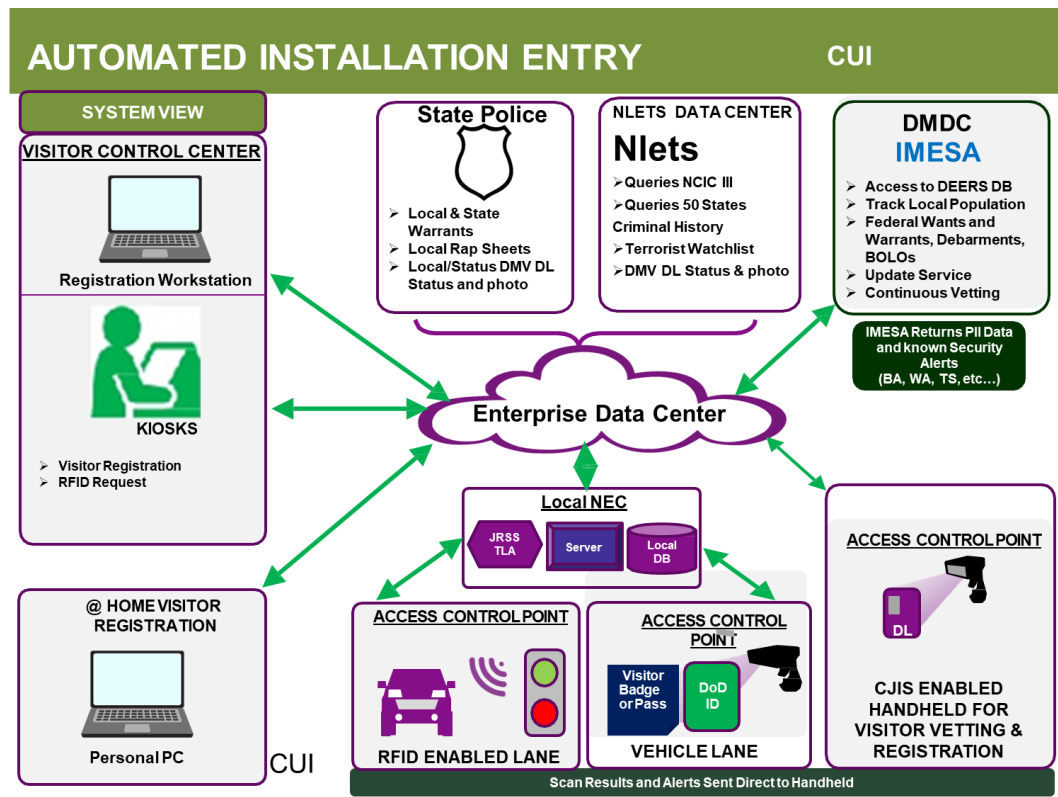 AUTOMATED INSTALLATION ENTRY
CUI
SYSTEM VIEW
VISITOR CONTROL CENTER
Registration Workstation
KIOSKS
➢ Visitor Registration
➢ RFID Request
@ HOME VISITOR
REGISTRATION
Personal PC
CUI
State Police
➢ Local & State
Warrants
➢ Local Rap Sheets
➢ Local/Status DMV DL
Status and photo
NLETS DATA CENTER
Nlets
➢Queries NCIC III
➢Queries 50 States
Criminal History
➢Terrorist Watchlist
➢DMV DL Status & photo
DMDC
IMESA
➢ Access to DEERS DB
➢ Track Local Population
➢ Federal Wants and
Warrants, Debarments,
BOLOs
➢ Update Service
➢ Continuous Vetting
IMESA Returns PII Data
and known Security
Alerts
(BA, WA, TS, etc…)
Enterprise Data Center
Local NEC
JRSS
TLA
Server
Local
DB
ACCESS CONTROL POINT
RFID ENABLED LANE
ACCESS CONTROL
POINT
Visitor
Badge
or Pass
DoD
ID
VEHICLE LANE
ACCESS CONTROL POINT
DL
CJIS ENABLED
HANDHELD FOR
VISITOR VETTING &
REGISTRATION
Scan Results and Alerts Sent Direct to Handheld